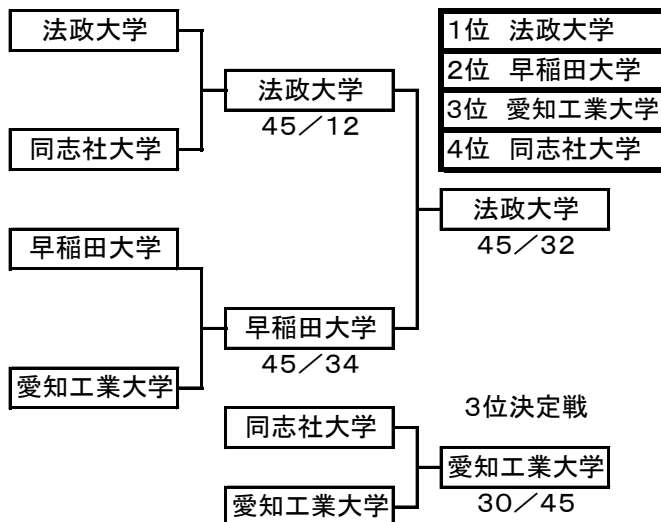 法政大学
法政大学
45／12
同志社大学
早稲田大学
早稲田大学
45／34
愛知工業大学
法政大学
45／32
1位 法政大学
2位 早稲田大学
3位 愛知工業大学
4位 同志社大学
3位決定戦
同志社大学
愛知工業大学
愛知工業大学
30／45